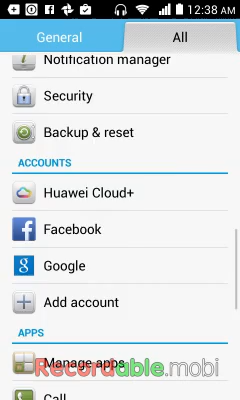 12:38 AM
General
All
Notification manager
Security
Backup & reset
ACCOUNTS
Huawei Cloud+
Facebook
Google
Add account
APPS
Manage apps
Recordable.mobi
Call